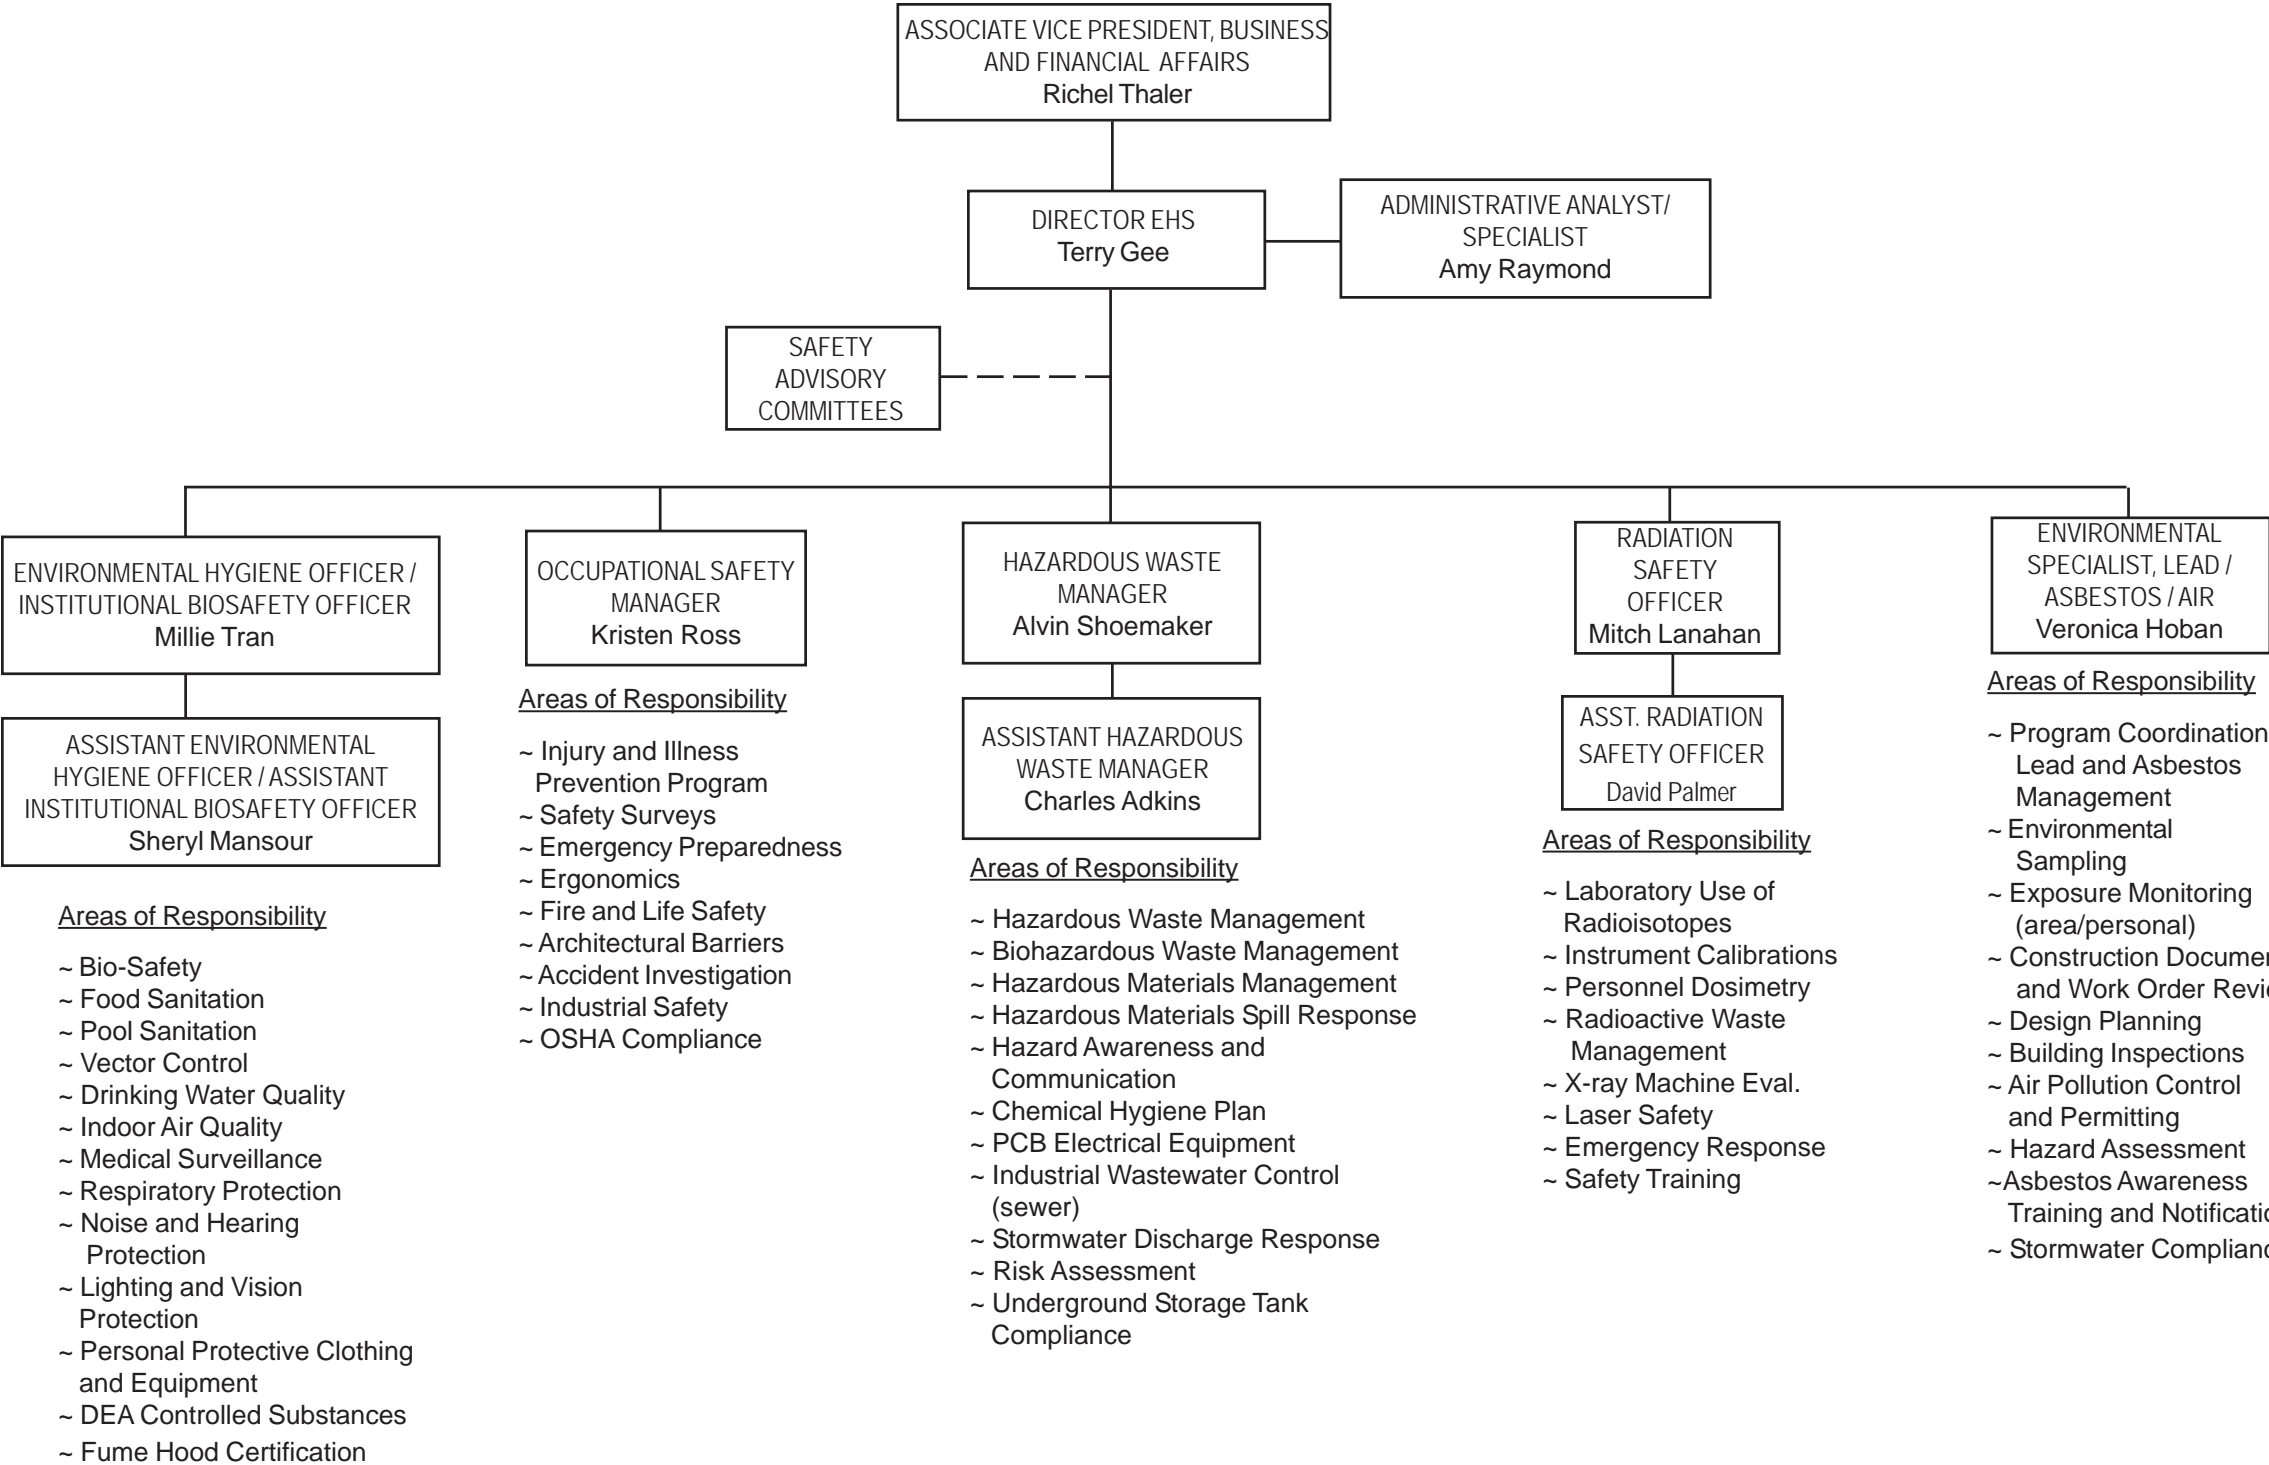 ASSOCIATE VICE PRESIDENT, BUSINESS
AND FINANCIAL AFFAIRS
Richel Thaler
DIRECTOR EHS
Terry Gee
ADMINISTRATIVE ANALYST/
SPECIALIST
Amy Raymond
SAFETY
ADVISORY
COMMITTEES
ENVIRONMENTAL HYGIENE OFFICER /
INSTITUTIONAL BIOSAFETY OFFICER
Millie Tran
ASSISTANT ENVIRONMENTAL
HYGIENE OFFICER / ASSISTANT
INSTITUTIONAL BIOSAFETY OFFICER
Sheryl Mansour
Areas of Responsibility
~ Bio-Safety
~ Food Sanitation
~ Pool Sanitation
~ Vector Control
~ Drinking Water Quality
~ Indoor Air Quality
~ Medical Surveillance
~ Respiratory Protection
~ Noise and Hearing
Protection
~ Lighting and Vision
Protection
~ Personal Protective Clothing
and Equipment
~ DEA Controlled Substances
~ Fume Hood Certification
OCCUPATIONAL SAFETY
MANAGER
Kristen Ross
Areas of Responsibility
~ Injury and Illness
Prevention Program
~ Safety Surveys
~ Emergency Preparedness
~ Ergonomics
~ Fire and Life Safety
~ Architectural Barriers
~ Accident Investigation
~ Industrial Safety
~ OSHA Compliance
HAZARDOUS WASTE
MANAGER
Alvin Shoemaker
ASSISTANT HAZARDOUS
WASTE MANAGER
Charles Adkins
Areas of Responsibility
~ Hazardous Waste Management
~ Biohazardous Waste Management
~ Hazardous Materials Management
~ Hazardous Materials Spill Response
~ Hazard Awareness and
Communication
~ Chemical Hygiene Plan
~ PCB Electrical Equipment
~ Industrial Wastewater Control
(sewer)
~ Stormwater Discharge Response
~ Risk Assessment
~ Underground Storage Tank
Compliance
RADIATION
SAFETY
OFFICER
Mitch Lanahan
ASST. RADIATION
SAFETY OFFICER
David Palmer
Areas of Responsibility
~ Laboratory Use of
Radioisotopes
~ Instrument Calibrations
~ Personnel Dosimetry
~ Radioactive Waste
Management
~ X-ray Machine Eval.
~ Laser Safety
~ Emergency Response
~ Safety Training
ENVIRONMENTAL
SPECIALIST, LEAD /
ASBESTOS / AIR
Veronica Hoban
Areas of Responsibility
~ Program Coordination
Lead and Asbestos
Management
~ Environmental
Sampling
~ Exposure Monitoring
(area/personal)
~ Construction
and Work Order
~ Design Planning
~ Building Inspections
~ Air Pollution Control
and Permitting
~ Hazard Assessment
~Asbestos Awareness
Training and
~ Stormwater